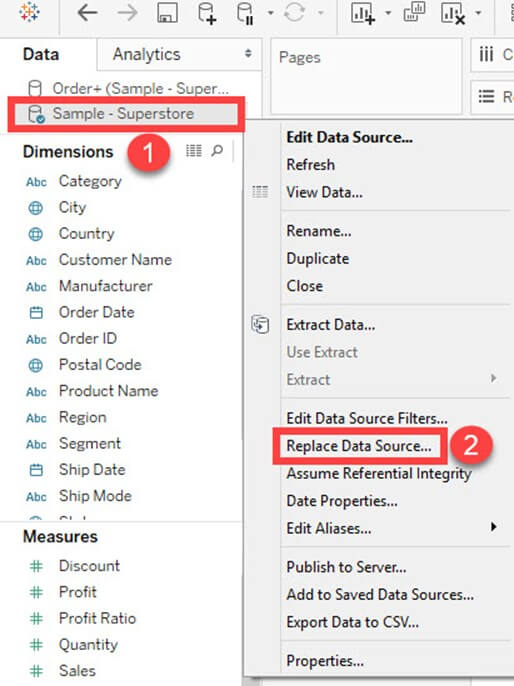 Data
Analytics
Pages
iii C
Order+ (Sample - Super...
Sample - Superstore
1
Dimensions
Abc Category
City
Country
Abc Customer Name
Abc Manufacturer
Order Date
Abc Order ID
Postal Code
Abc Product Name
Abc Region
Abc Segment
Ship Date
Abc Ship Mode
Measures
# Discount
# Profit
# Profit Ratio
# Quantity
# Sales
Edit Data Source...
Refresh
View Data...
Rename...
Duplicate
Close
Extract Data...
Use Extract
Extract
Edit Data Source Filters...
Replace Data Source...
2
Assume Referential Integrity
Date Properties...
Edit Aliases...
Publish to Server...
Add to Saved Data Sources...
Export Data to CSV...
Properties...